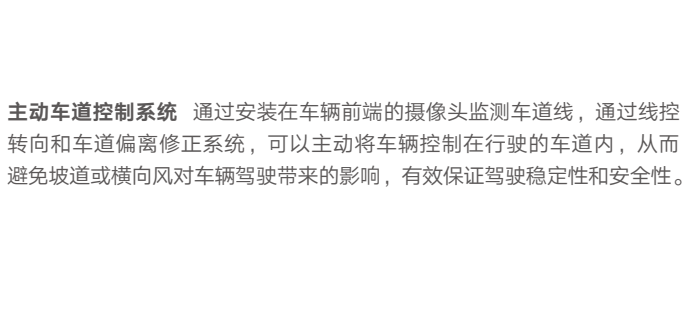 主动车道控制系统 通过安装在车辆前端的摄像头监测车道线，通过线控
转向和车道偏离修正系统，可以主动将车辆控制在行驶的车道内，从而
避免坡道或横向风对车辆驾驶带来的影响，有效保证驾驶稳定性和安全性。